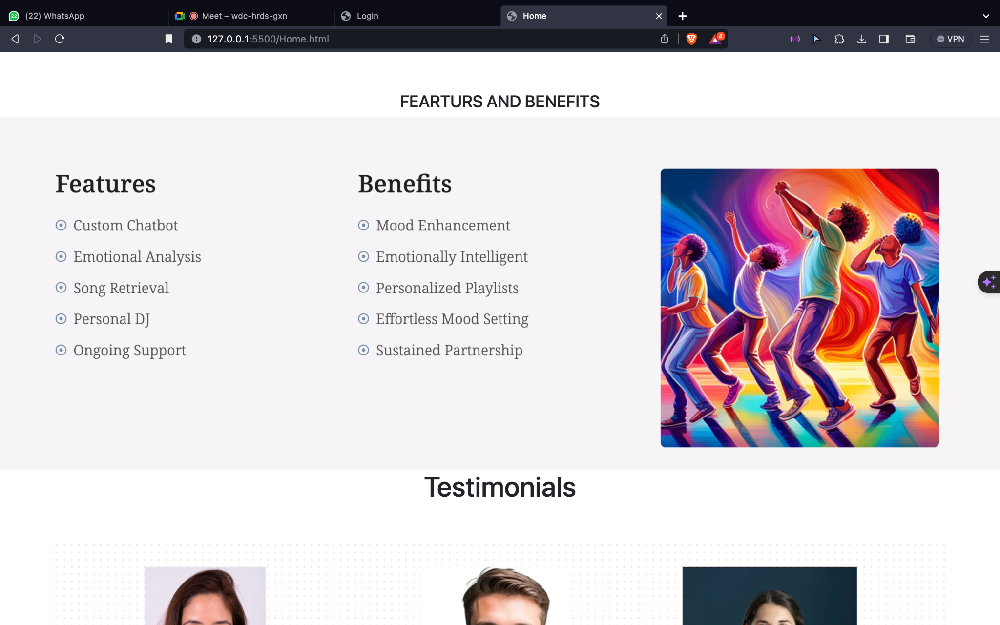 22 (22) WhatsApp
Meet – wdc-hrds-gxn
Login
Home
127.0.0.1:5500/Home.html
4
VPN
FEARTURS AND BENEFITS
Features
Custom Chatbot
Emotional Analysis
Song Retrieval
Personal DJ
Ongoing Support
Benefits
Mood Enhancement
Emotionally Intelligent
Personalized Playlists
Effortless Mood Setting
Sustained Partnership
Testimonials